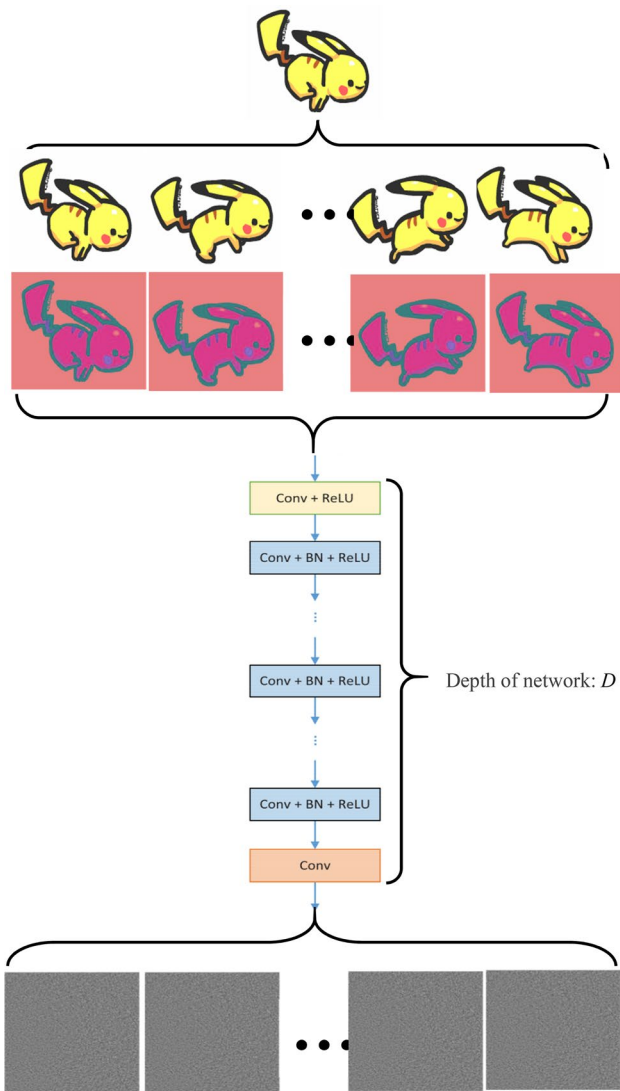 Conv + ReLU
Conv + BN + ReLU
Conv + BN + ReLU
Depth of network: D
Conv + BN + ReLU
Conv